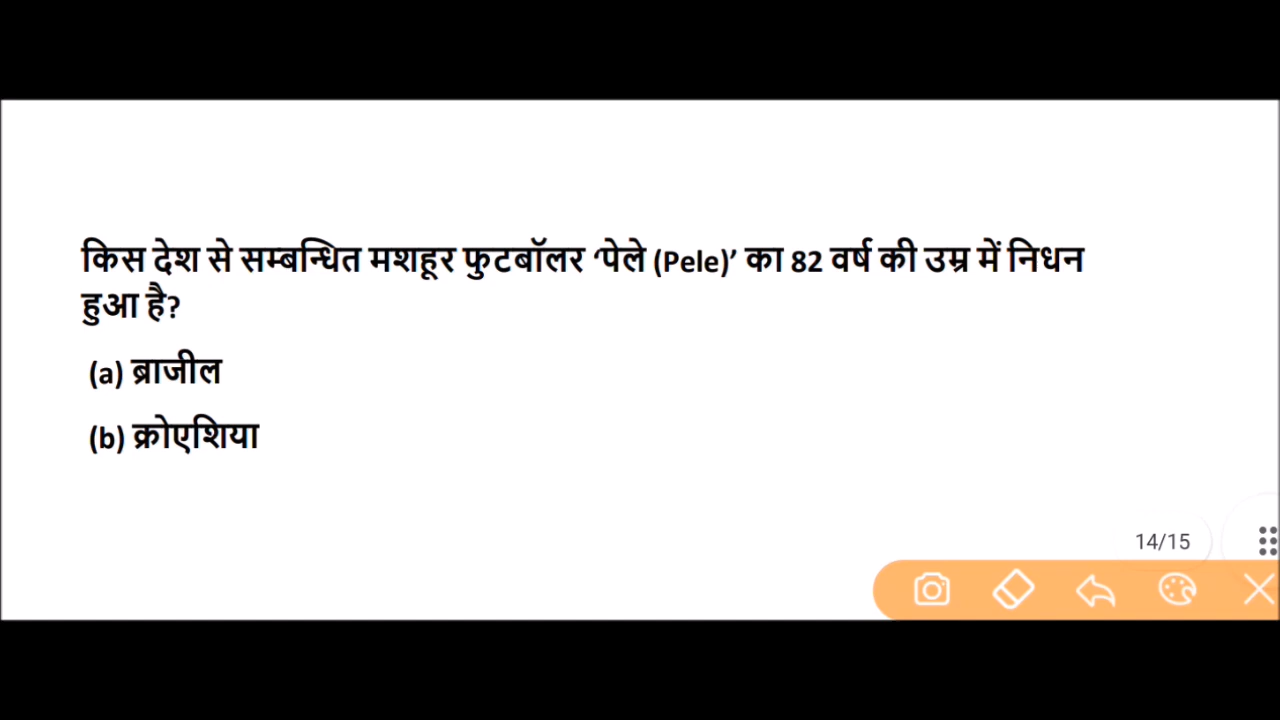 किस देश से सम्बन्धित मशहूर फुटबॉलर ‘पेले (Pele)’ का 82 वर्ष की उम्र में निधन
हुआ है?
(a) ब्राजील
(b) क्रोएशिया
14/15